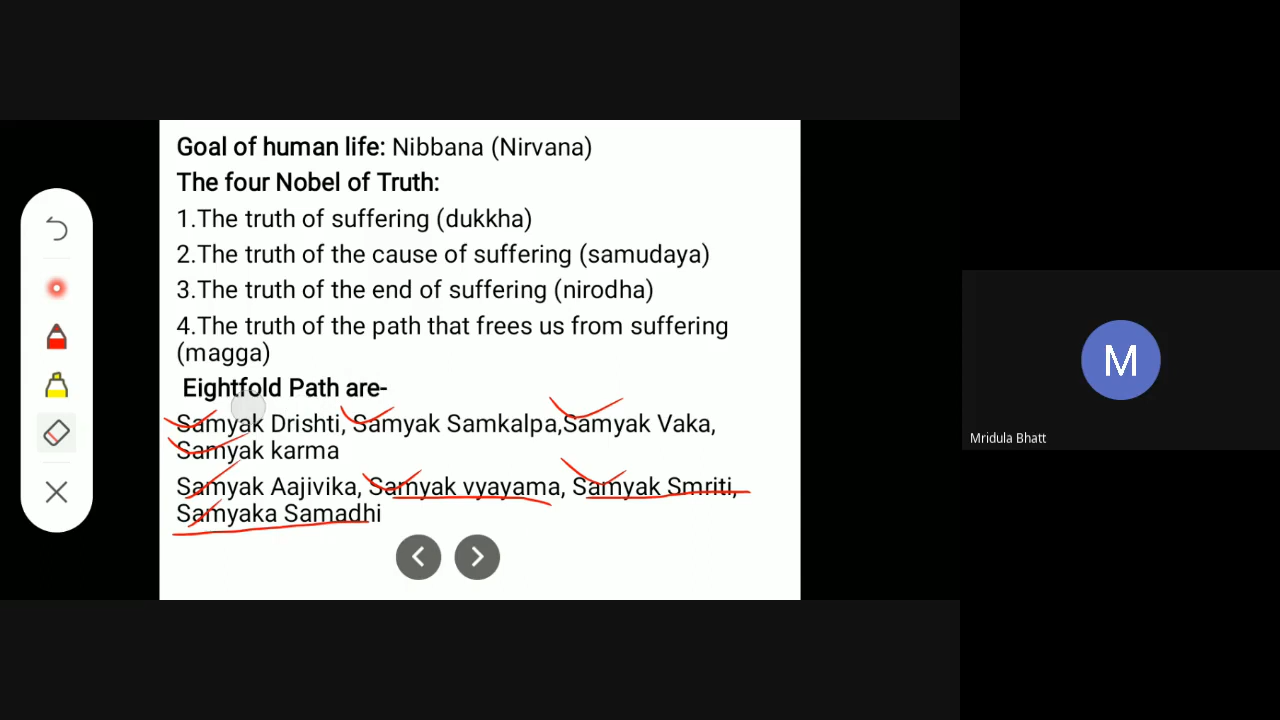 Goal of human life: Nibbana (Nirvana)
The four Nobel of Truth:
1.The truth of suffering (dukkha)
2.The truth of the cause of suffering (samudaya)
3.The truth of the end of suffering (nirodha)
4.The truth of the path that frees us from suffering
(magga)
Eightfold Path are-
Samyak Drishti, Samyak Samkalpa,Samyak Vaka,
Samyak karma
Samyak Aajivika, Samyak vyayama, Samyak Smriti,
Samyaka Samadhi
M
Mridula Bhatt